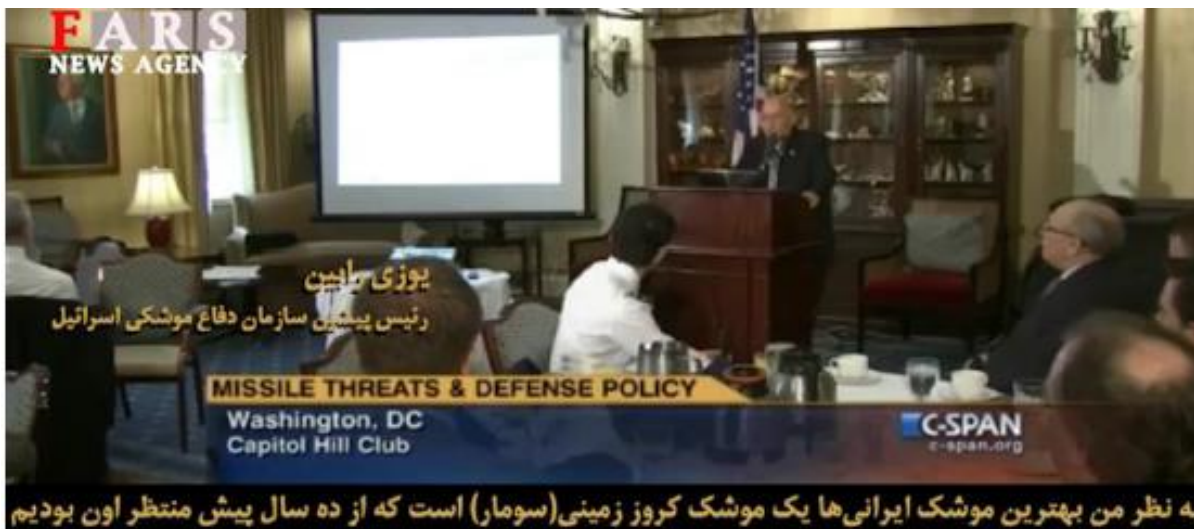 FARS
NEWS AGENCY
یوزی رابین
رئیس پیشین سازمان دفاع موشکی اسرائیل
MISSILE THREATS & DEFENSE POLICY
Washington, DC
Capitol Hill Club
C-SPAN
c-span.org
ه نظر من بهترین موشک ایرانی‌ها یک موشک کروز زمینی(سومار) است که از ده سال پیش منتظر اون بودیم